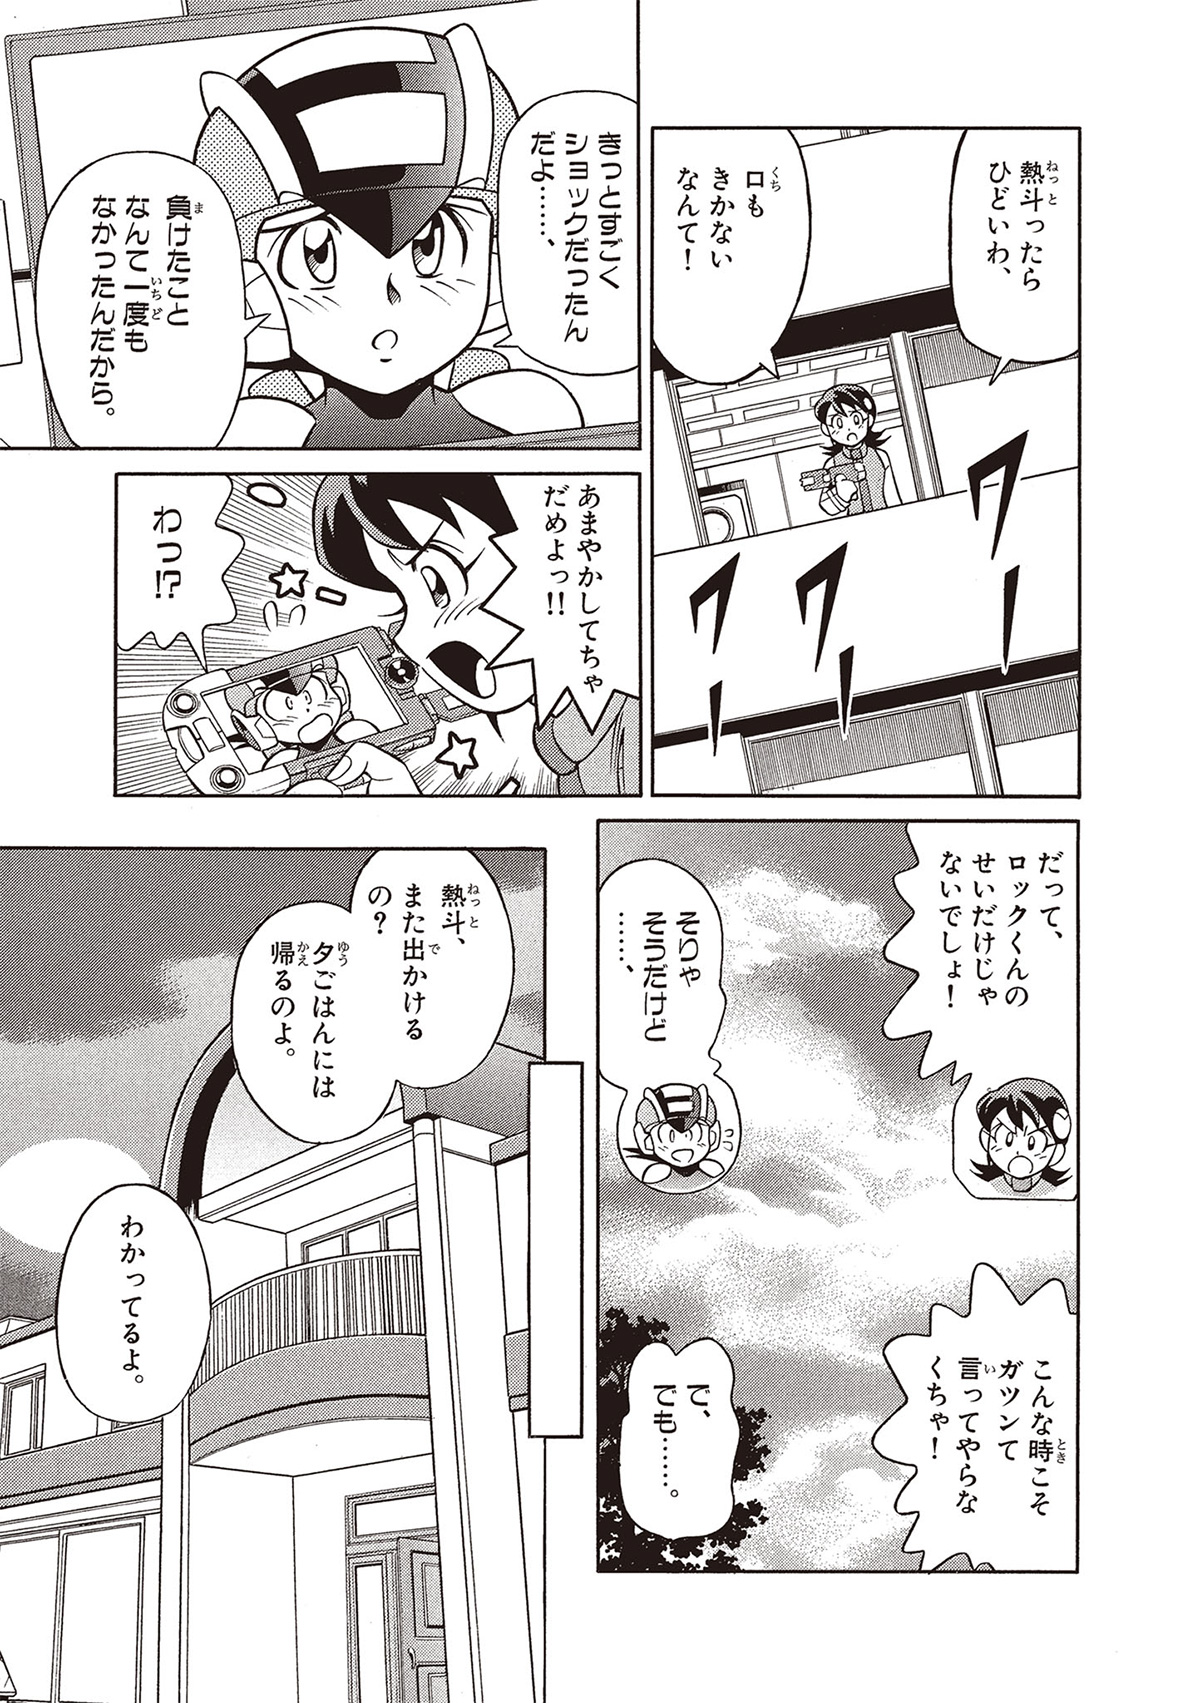 熱斗ったら
ひどいわ、
口も
きかない
なんて！
きっとすごく
ショックだったん
だよ……、
負けたこと
なんて一度も
なかったんだから。
あまやかしてちゃ
だめよっ!!
わっ!?
だって、
ロックくんの
せいだけじゃ
ないでしょ！
そりゃ
そうだけど
……、
こんな時こそ
ガツンて
言ってやらな
くちゃ！
で、
でも……。
熱斗、
また出かける
の？
夕ごはんには
帰るのよ。
わかってるよ。